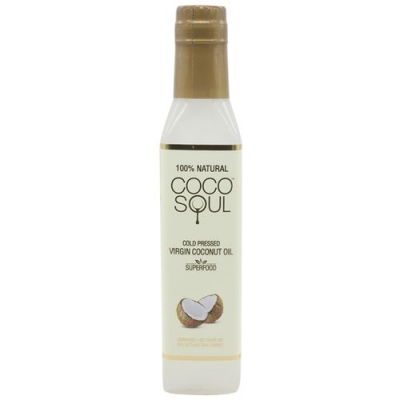 100% NATURAL
COCO
SOUL
COLD PRESSED
VIRGIN COCONUT OIL
SUPERFOOD